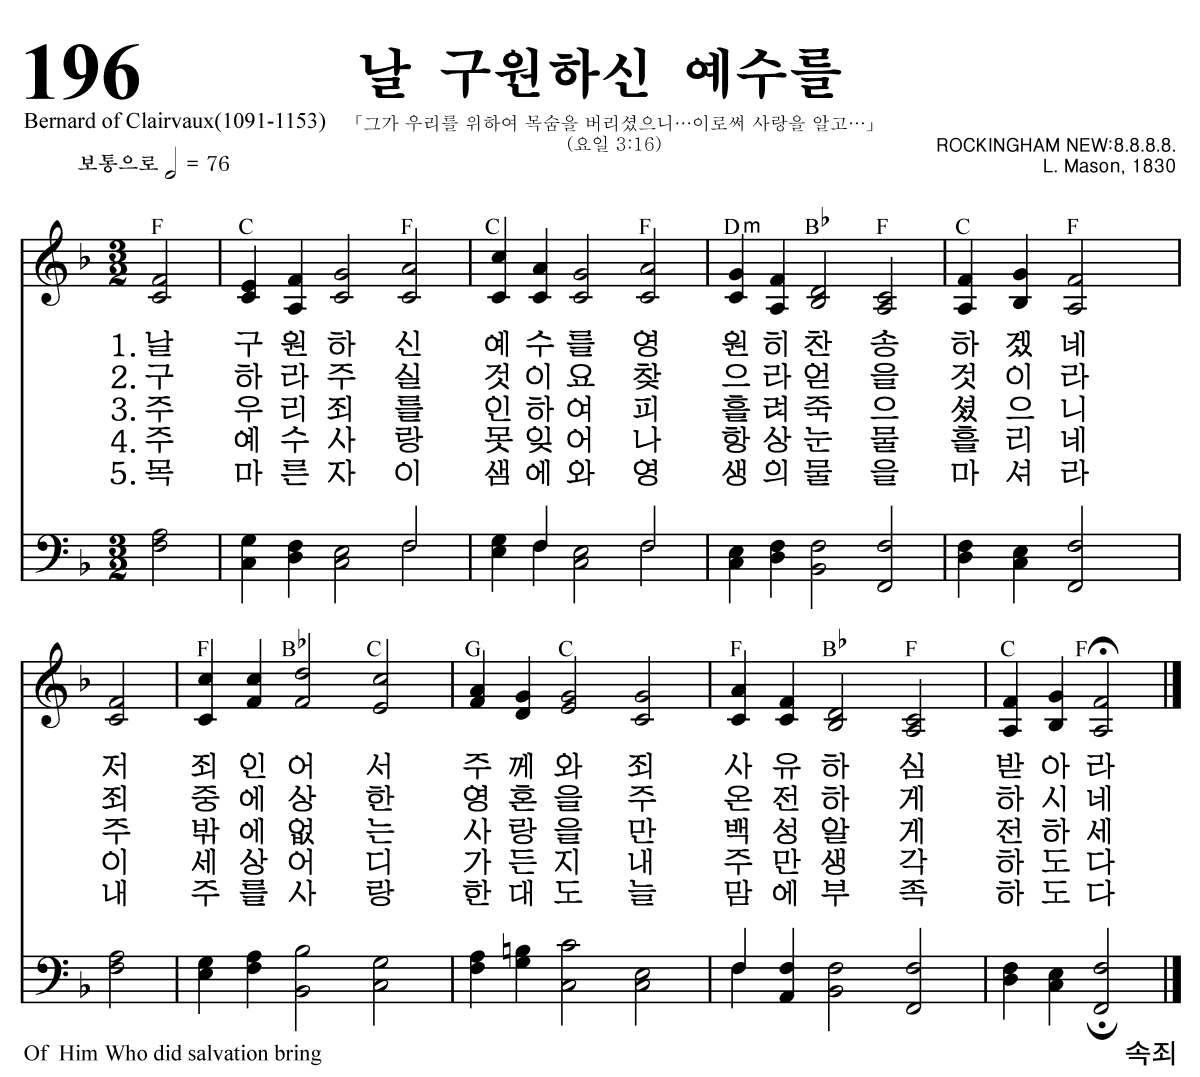 196
날 구원하신 예수를
Bernard of Clairvaux(1091-1153)
「그가 우리를 위하여 목숨을 버리셨으니…이로써 사랑을 알고…」
(요일 3:16)
ROCKINGHAM NEW:8.8.8.8.
보통으로 = 76
L. Mason, 1830
F C F C F Dm B♭ F C F
3 2
1. 날 구 원 하 신 예 수 를 영 원 히 찬 송 하 겠 네
2. 구 하 라 주 실 것 이 요 찾 으 라 얻 을 것 이 라
3. 주 우 리 죄 를 인 하 여 피 흘 려 죽 으 셨 으 니
4. 주 예 수 사 랑 못 잊 어 나 항 상 눈 물 흘 리 네
5. 목 마 른 자 이 샘 에 와 영 생 의 물 을 마 셔 라
3 2
F B♭ C G C F B♭ F C F
저 죄 인 어 서 주 께 와 죄 사 유 하 심 받 아 라
죄 중 에 상 한 영 혼 을 주 온 전 하 게 하 시 네
주 밖 에 없 는 사 랑 을 만 백 성 알 게 전 하 세
이 세 상 어 디 가 든 지 내 주 만 생 각 하 도 다
내 주 를 사 랑 한 대 도 늘 맘 에 부 족 하 도 다
Of Him Who did salvation bring
속죄